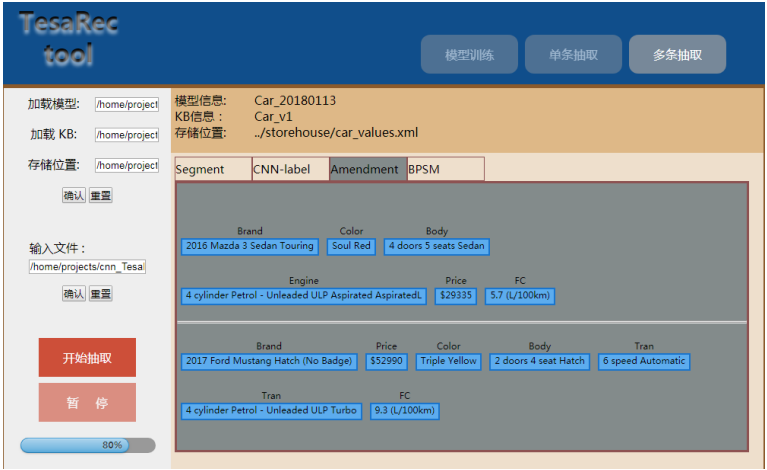 TesaRec
tool
模型训练
单条抽取
多条抽取
加载模型:
/home/project
加载 KB:
/home/project
存储位置:
/home/project
确认 重置
输入文件：
/home/projects/cnn_Tesal
确认 重置
开始抽取
暂 停
80%
模型信息: Car_20180113
KB信息： Car_v1
存储位置: ../storehouse/car_values.xml
Segment CNN-label Amendment BPSM
Brand Color Body
2016 Mazda 3 Sedan Touring Soul Red 4 doors 5 seats Sedan
Engine Price FC
4 cylinder Petrol - Unleaded ULP Aspirated AspiratedL $29335 5.7 (L/100km)
Brand Price Color Body Tran
2017 Ford Mustang Hatch (No Badge) $52990 Triple Yellow 2 doors 4 seat Hatch 6 speed Automatic
Tran FC
4 cylinder Petrol - Unleaded ULP Turbo 9.3 (L/100km)